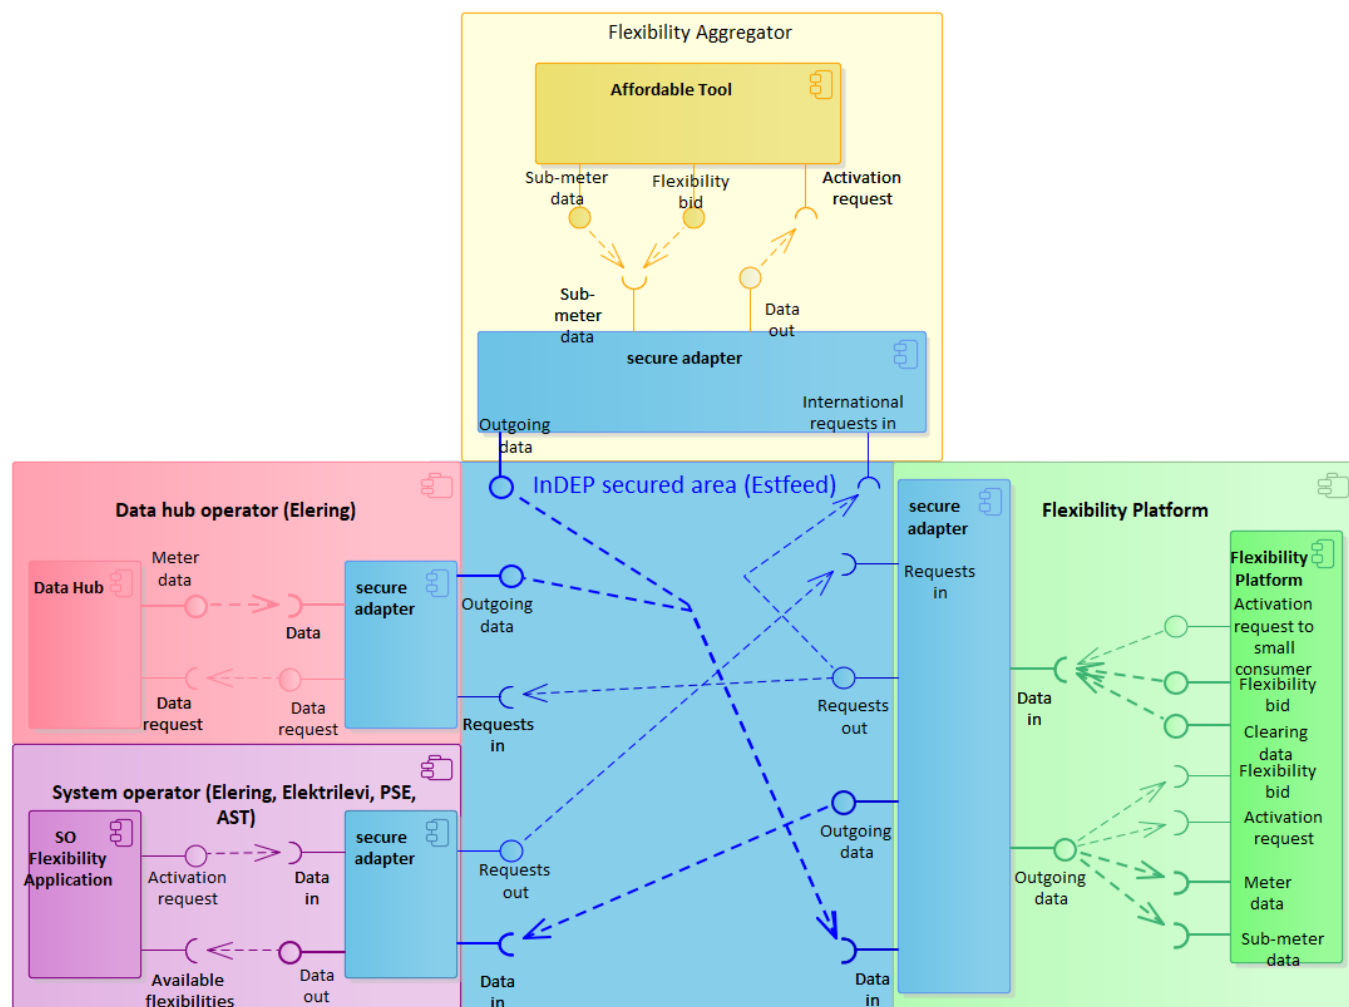 Flexibility Aggregator
Affordable Tool
Sub-meter
data
Flexibility
bid
Activation
request
Sub-
meter
data
Data
out
secure adapter
International
requests in
Outgoing
data
InDEP secured area (Estfeed)
Data hub operator (Elering)
Data Hub
Meter
data
Data
Data
request
Data
request
secure
adapter
Outgoing
data
Requests
in
System operator (Elering, Elektrilevi, PSE,
AST)
SO
Flexibility
Application
Activation
request
Data
in
Available
flexibilities
Data
out
secure
adapter
Requests
out
Data
in
secure
adapter
Requests
in
Requests
out
Outgoing
data
Data
in
Flexibility Platform
Data
in
Outgoing
data
Flexibility
Platform
Activation
request to
small
consumer
Flexibility
bid
Clearing
data
Flexibility
bid
Activation
request
Meter
data
Sub-meter
data